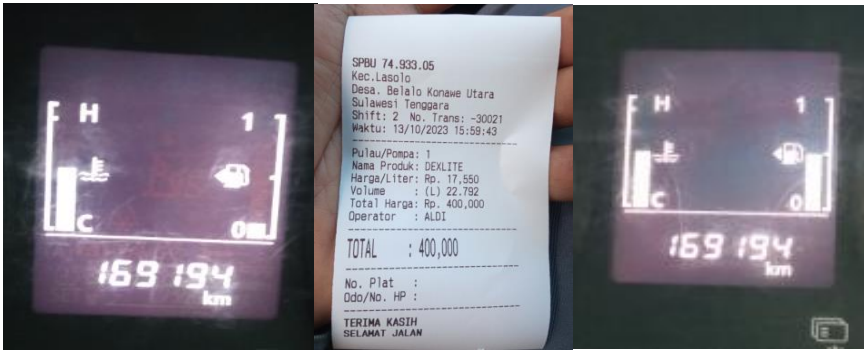 H
1
C
0
169194
km
SPBU 74.933.05
Kec.Lasolo
Desa. Belalo Konawe Utara
Sulawesi Tenggara
Shift: 2 No. Trans: -30021
Waktu: 13/10/2023 15:59:43
Pulau/Pompa: 1
Nama Produk: DEXLITE
Harga/Liter: Rp. 17,550
Volume : (L) 22.792
Total Harga: Rp. 400,000
Operator : ALDI
TOTAL : 400,000
No. Plat :
Odo/No. HP :
TERIMA KASIH
SELAMAT JALAN
H
1
C
0
169194
km